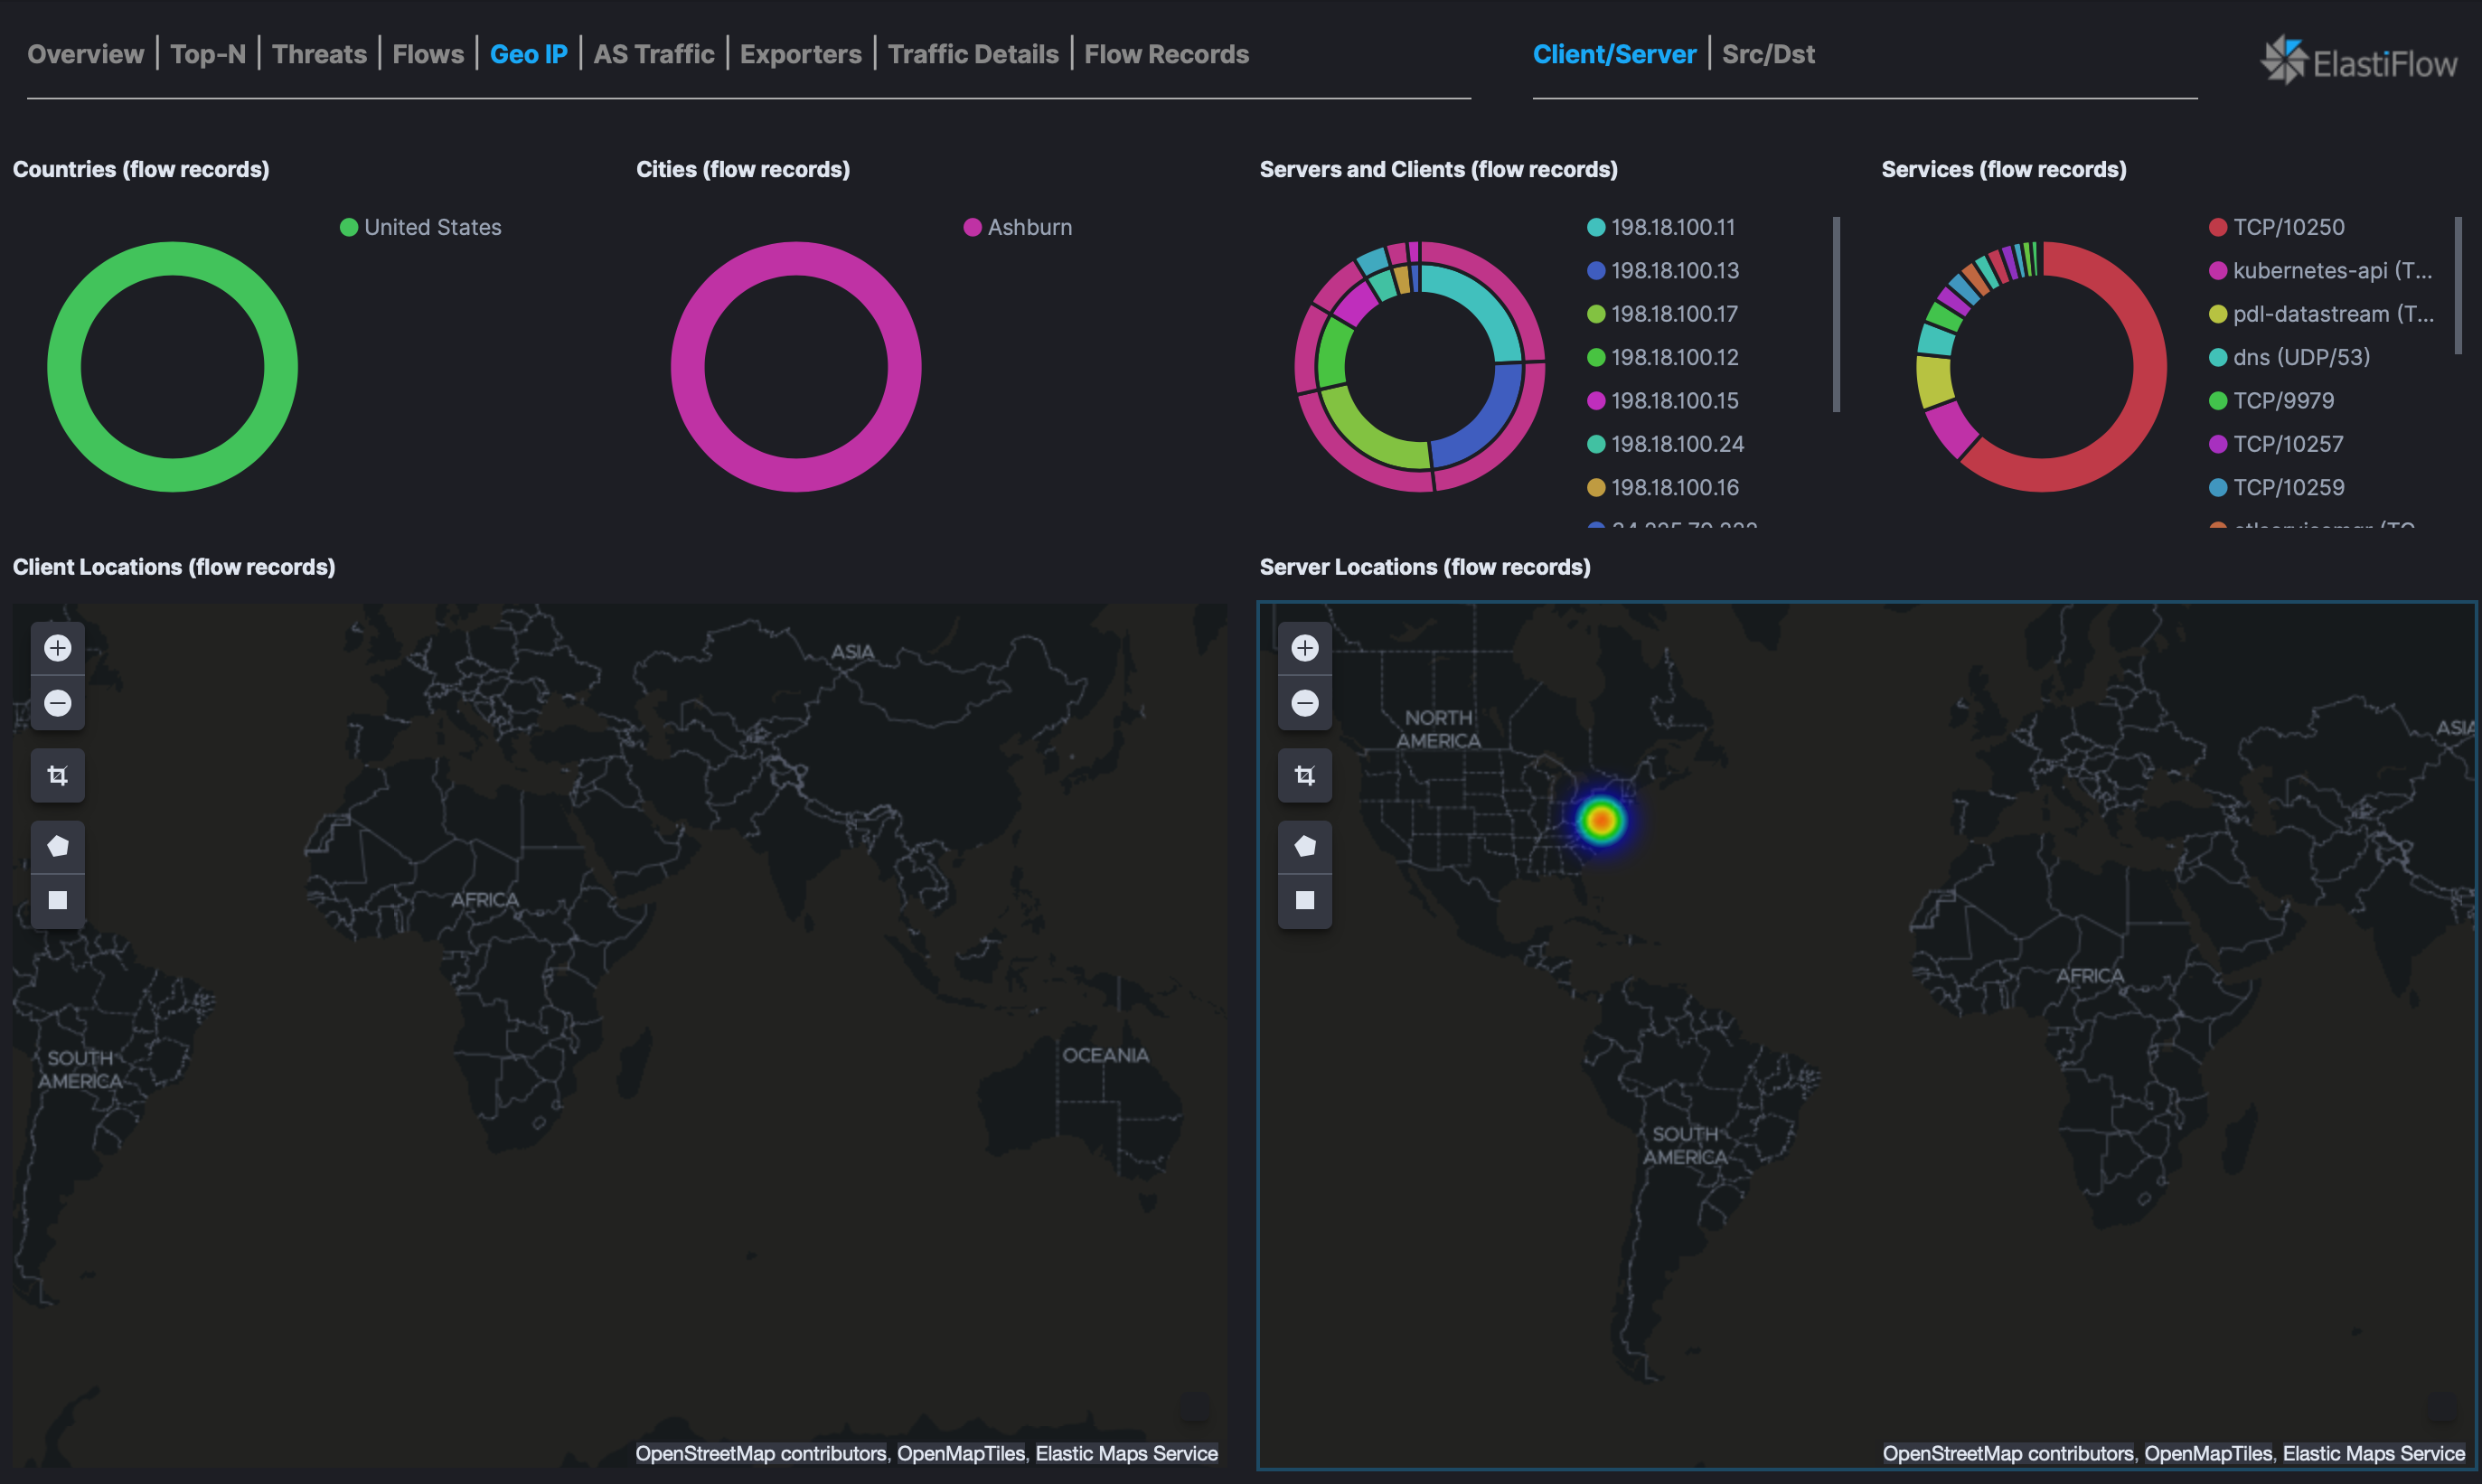 Overview | Top-N | Threats | Flows | Geo IP | AS Traffic | Exporters | Traffic Details | Flow Records
Client/Server | Src/Dst
ElastiFlow
Countries (flow records)
United States
Cities (flow records)
Ashburn
Servers and Clients (flow records)
198.18.100.11
198.18.100.13
198.18.100.17
198.18.100.12
198.18.100.15
198.18.100.24
198.18.100.16
Services (flow records)
TCP/10250
kubernetes-api (T...
pdl-datastream (T...
dns (UDP/53)
TCP/9979
TCP/10257
TCP/10259
Client Locations (flow records)
ASIA
AFRICA
OCEANIA
SOUTH
AMERICA
OpenStreetMap contributors, OpenMapTiles, Elastic Maps Service
Server Locations (flow records)
NORTH
AMERICA
ASIA
AFRICA
SOUTH
AMERICA
OpenStreetMap contributors, OpenMapTiles, Elastic Maps Service